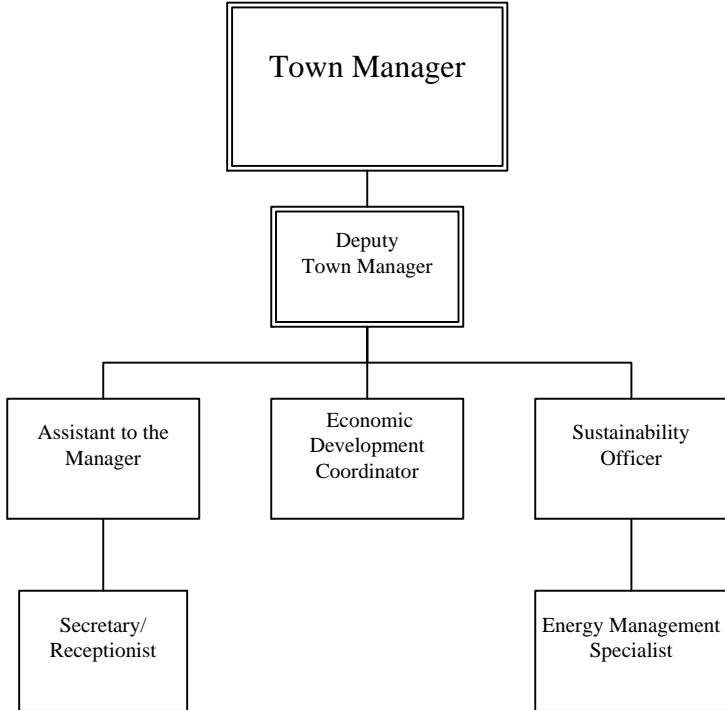 Town Manager
Deputy
Town Manager
Assistant to the
Manager
Economic
Development
Coordinator
Sustainability
Officer
Secretary/
Receptionist
Energy Management
Specialist